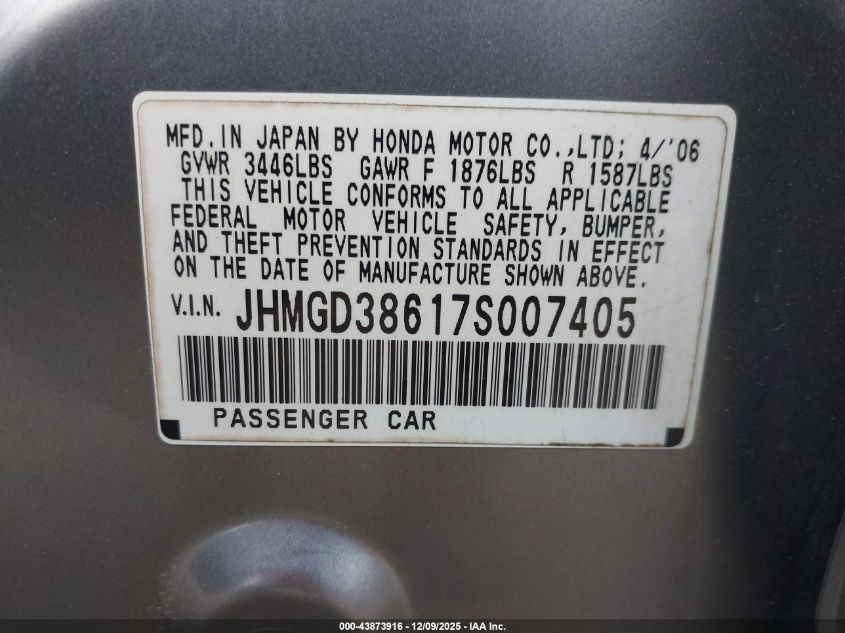 MFD.IN JAPAN BY HONDA MOTOR CO.,LTD; 4/'06
GVWR 3446LBS GAWR F 1876LBS R 1587LBS
THIS VEHICLE CONFORMS TO ALL APPLICABLE
FEDERAL MOTOR VEHICLE SAFETY, BUMPER,
AND THEFT PREVENTION STANDARDS IN EFFECT
ON THE DATE OF MANUFACTURE SHOWN ABOVE.
V.I.N. JHMGD38617S007405
PASSENGER CAR
000-43873916 - 12/09/2025 - IAA Inc.